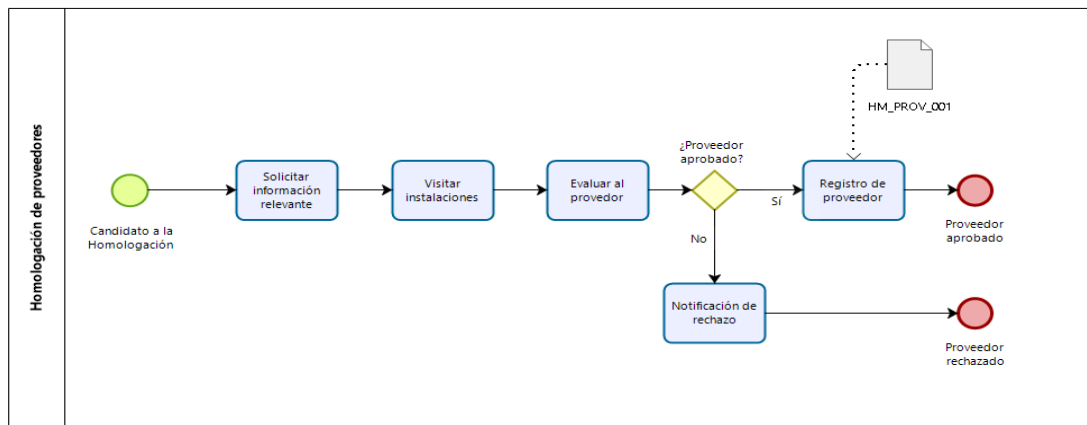 Homologación de proveedores
Candidato a la
Homologación
Solicitar
información
relevante
Visitar
instalaciones
Evaluar al
provedor
¿Proveedor
aprobado?
Sí
No
HM_PROV_001
Registro de
proveedor
Proveedor
aprobado
Notificación de
rechazo
Proveedor
rechazado